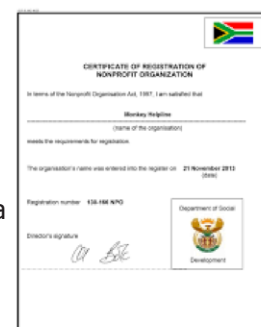 CERTIFICATE OF REGISTRATION OF
NONPROFIT ORGANIZATION
In terms of the Nonprofit Organisation Act, 1997, I am satisfied that
Monkey Helpline
(name of the organisation)
meets the requirements for registration.
The organisation's name was entered into the register on 21 November 2013
(date)
Registration number
NPO
Department of Social
Director's signature
Development
a